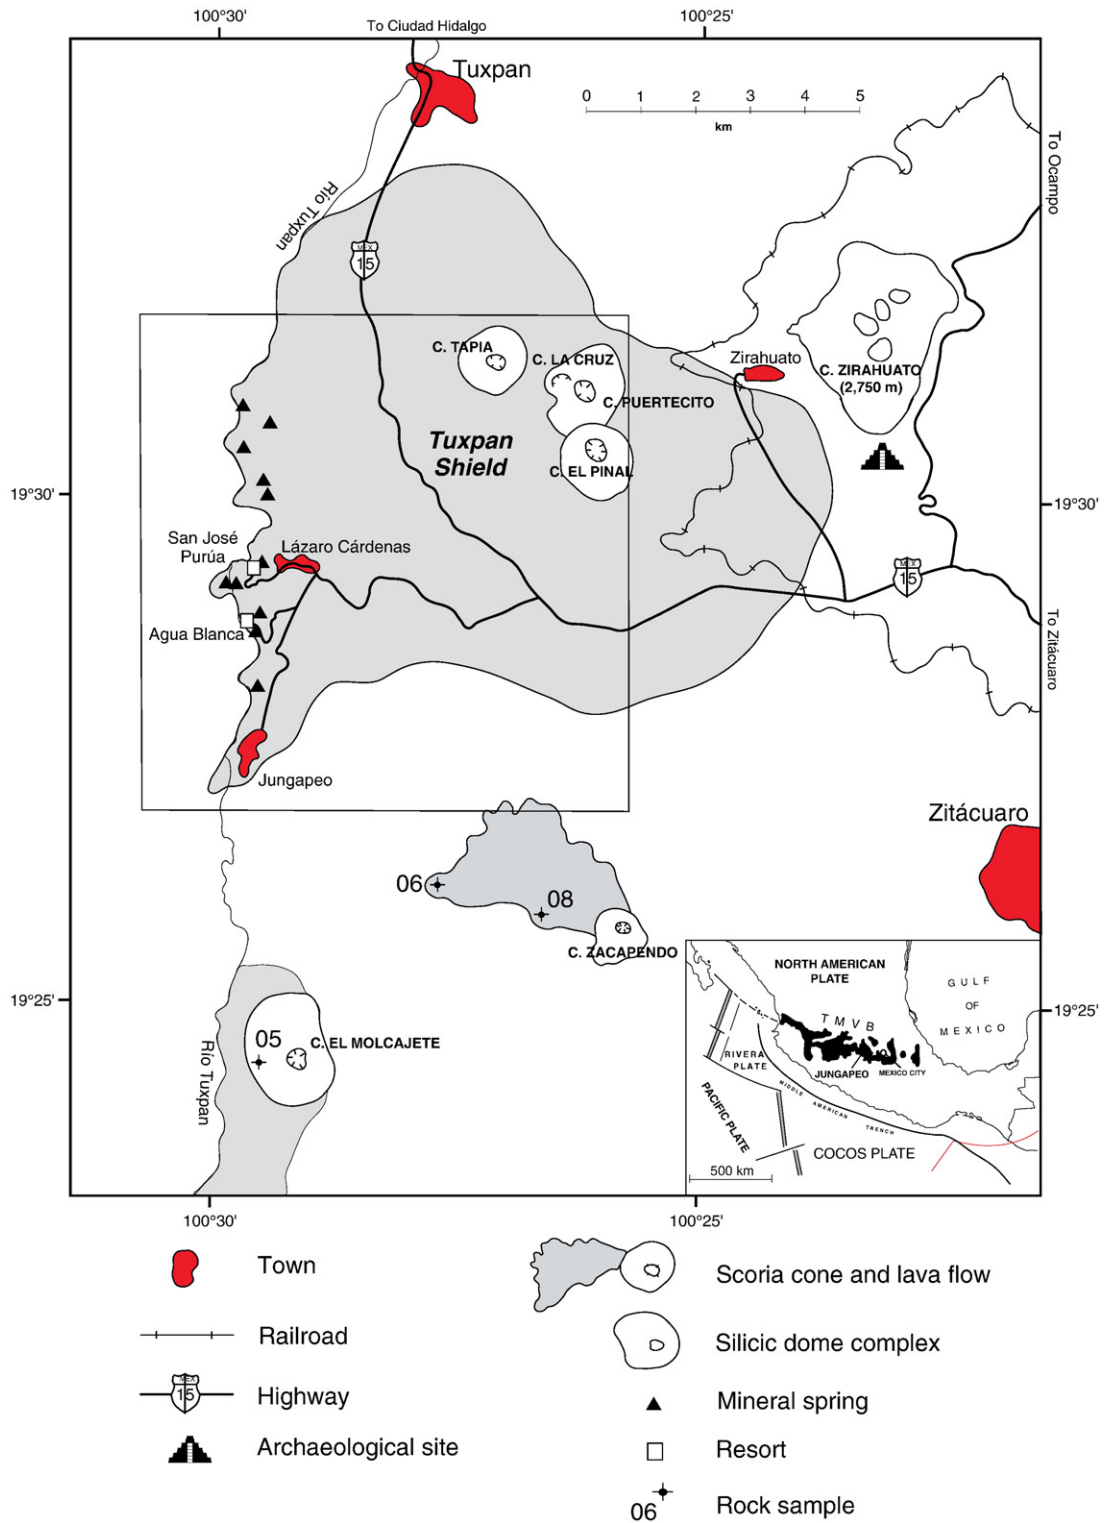 100°30'
100°25'
To Ciudad Hidalgo
Tuxpan
0 1 2 3 4 5
km
To Ocampo
Río Tuxpan
MEX
15
C. TAPIA
C. LA CRUZ
Zirahuato
C. ZIRAHUATO
(2,750 m)
C. PUERTECITO
Tuxpan
Shield
C. EL PINAL
19°30'
19°30'
San José
Purúa
Lázaro Cárdenas
MEX
15
Agua Blanca
To Zitácuaro
Jungapeo
Zitácuaro
06
08
C. ZACAPENDO
19°25'
19°25'
05
C. EL MOLCAJETE
Río Tuxpan
NORTH AMERICAN
PLATE
GULF
OF
MEXICO
TMVB
RIVERA
PLATE
JUNGAPEO
MEXICO CITY
MIDDLE AMERICAN TRENCH
PACIFIC PLATE
COCOS PLATE
500 km
100°30'
100°25'
Town
Scoria cone and lava flow
Railroad
Silicic dome complex
MEX
15
Highway
Mineral spring
Archaeological site
Resort
06
Rock sample